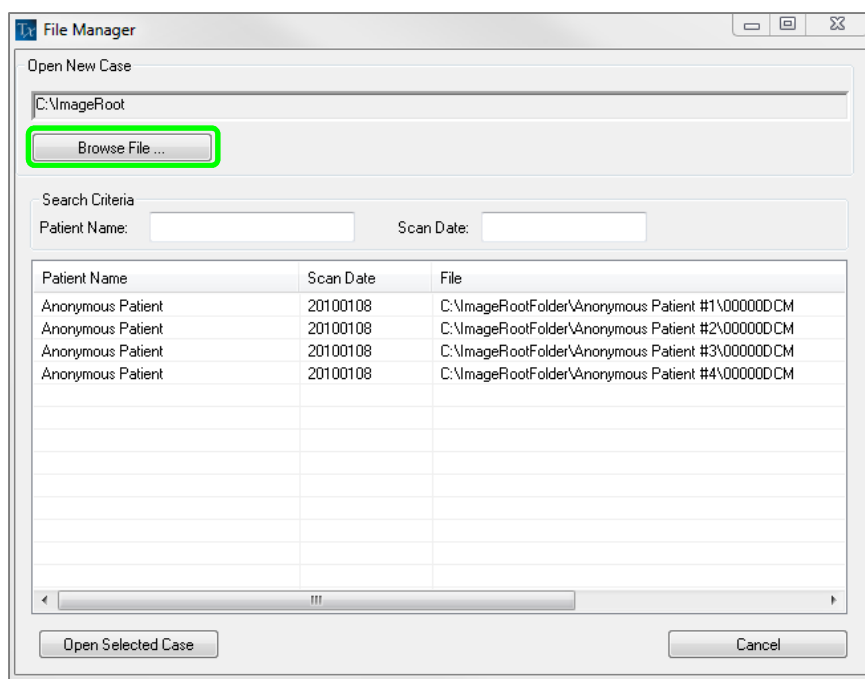 Tx File Manager
Open New Case
C:\ImageRoot
Browse File ...
Search Criteria
Patient Name: Scan Date:
Patient Name Scan Date File
Anonymous Patient 20100108 C:\ImageRootFolder\Anonymous Patient #1\00000DCM
Anonymous Patient 20100108 C:\ImageRootFolder\Anonymous Patient #2\00000DCM
Anonymous Patient 20100108 C:\ImageRootFolder\Anonymous Patient #3\00000DCM
Anonymous Patient 20100108 C:\ImageRootFolder\Anonymous Patient #4\00000DCM
Open Selected Case Cancel